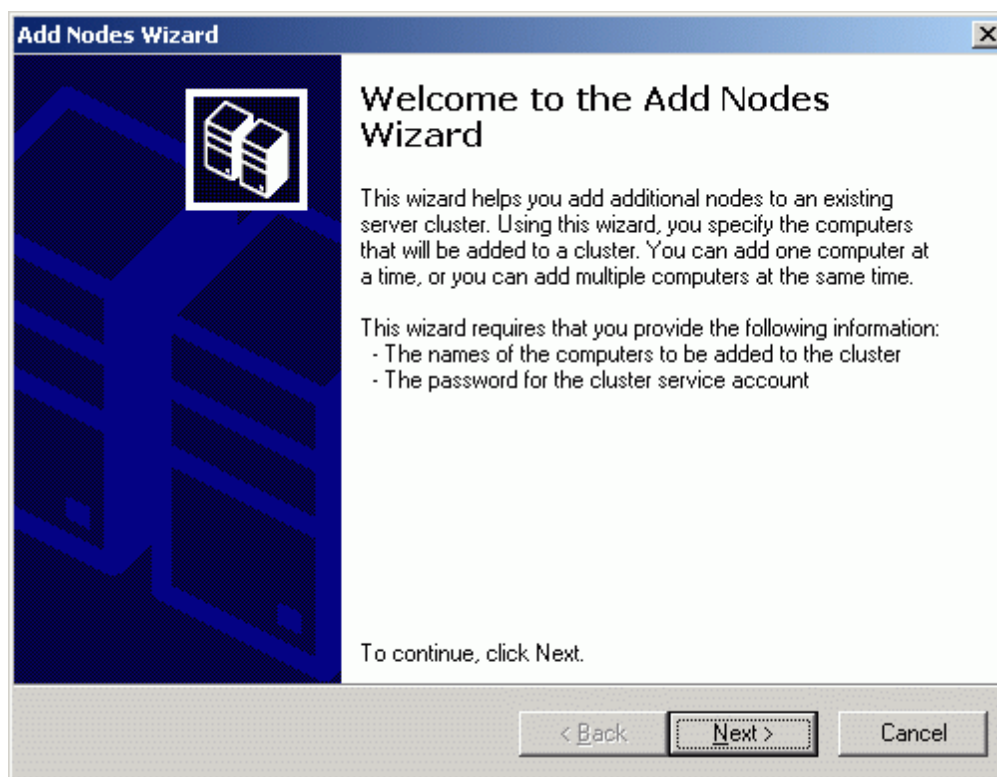 Add Nodes Wizard
Welcome to the Add Nodes
Wizard
This wizard helps you add additional nodes to an existing
server cluster. Using this wizard, you specify the computers
that will be added to a cluster. You can add one computer at
a time, or you can add multiple computers at the same time.
This wizard requires that you provide the following information:
- The names of the computers to be added to the cluster
- The password for the cluster service account
To continue, click Next.
< Back
Next >
Cancel